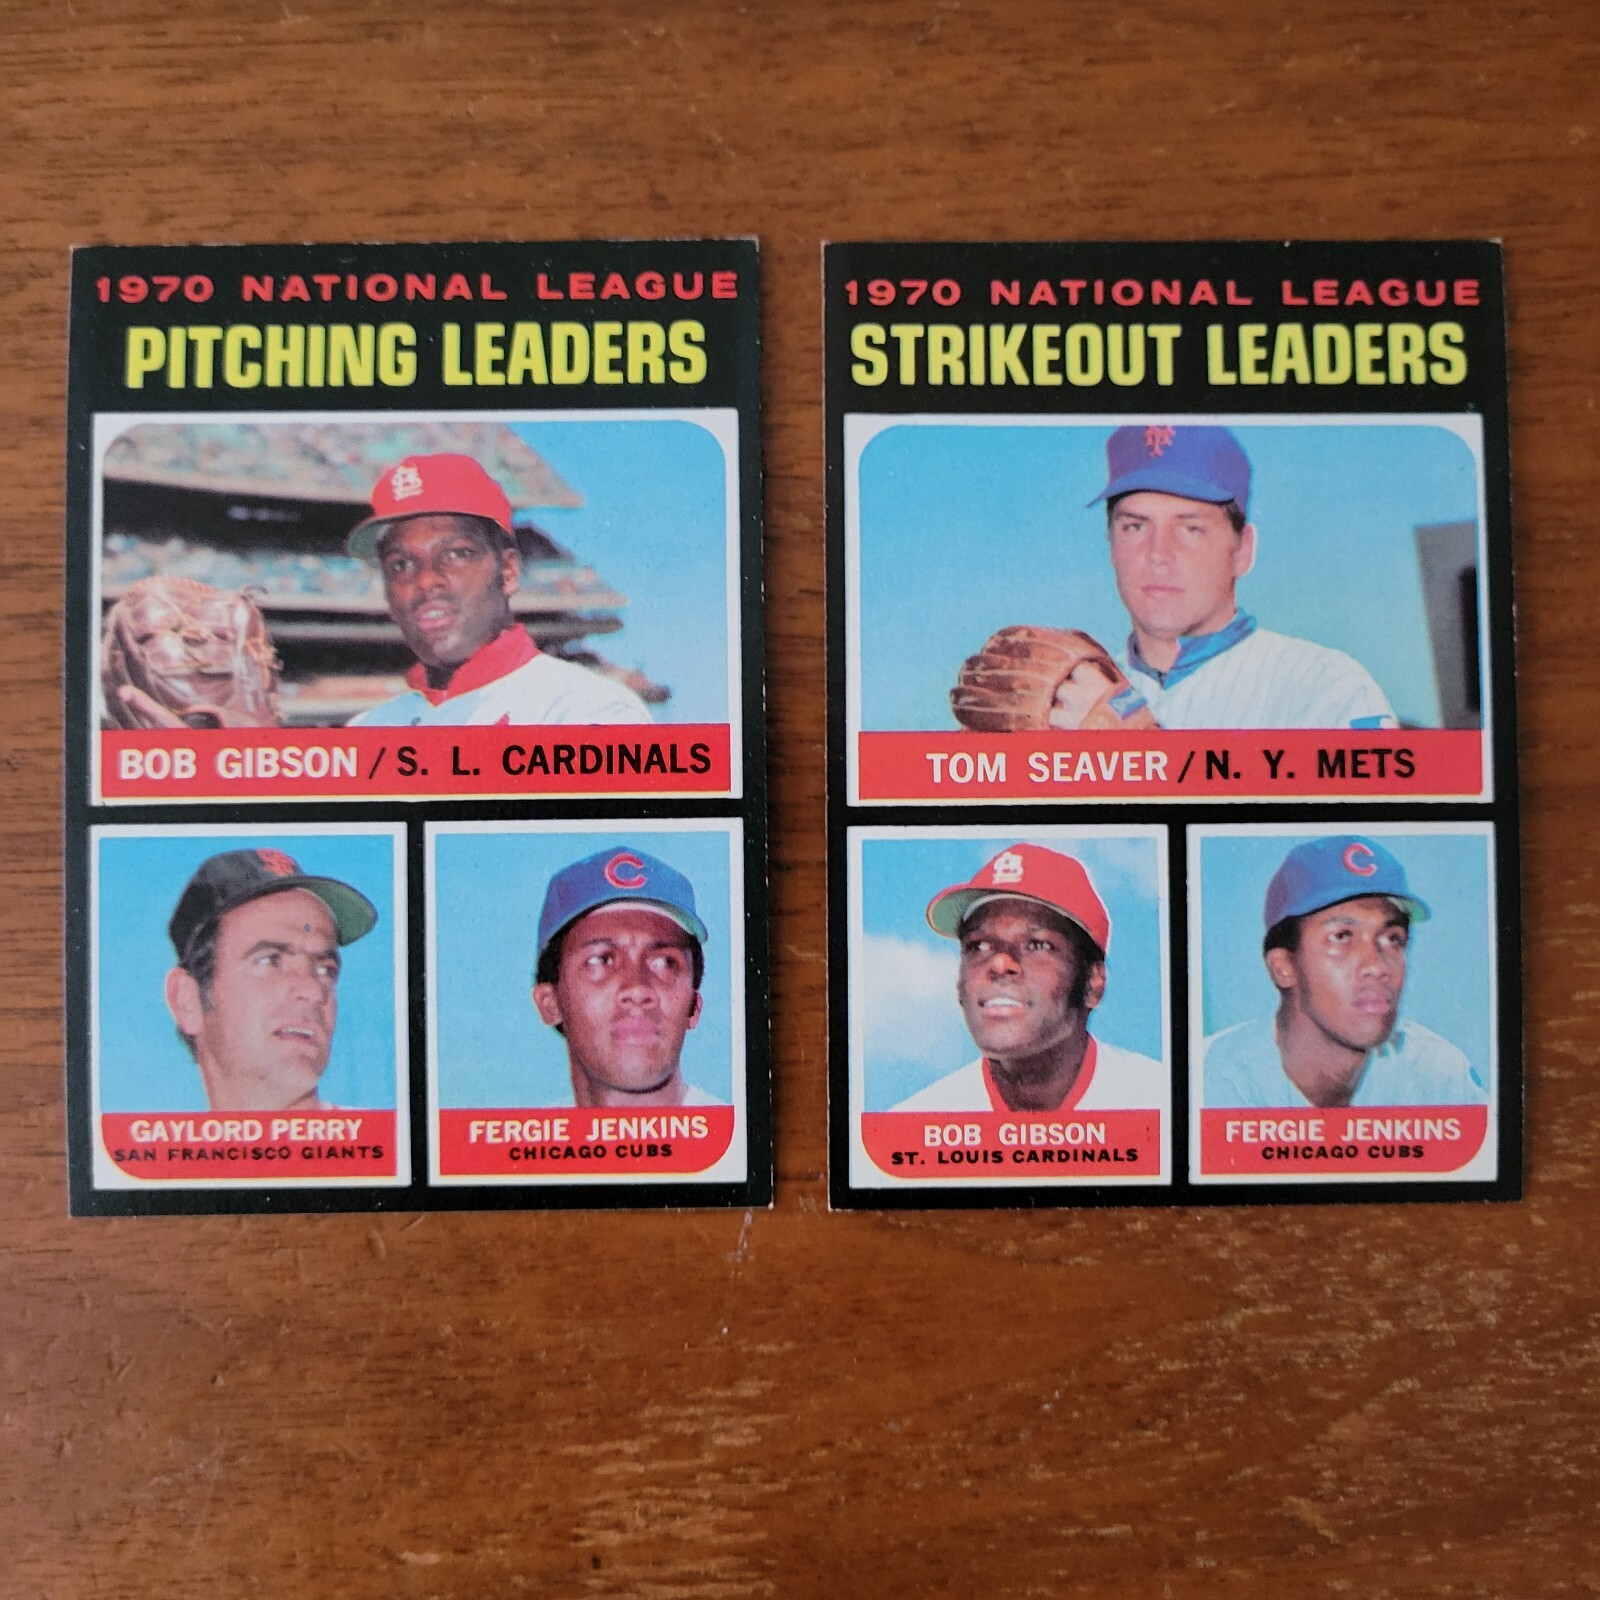 1970 NATIONAL LEAGUE
PITCHING LEADERS
BOB GIBSON / S. L. CARDINALS
GAYLORD PERRY
SAN FRANCISCO GIANTS
C
FERGIE JENKINS
CHICAGO CUBS
1970 NATIONAL LEAGUE
STRIKEOUT LEADERS
TOM SEAVER / N. Y. METS
BOB GIBSON
ST. LOUIS CARDINALS
C
FERGIE JENKINS
CHICAGO CUBS